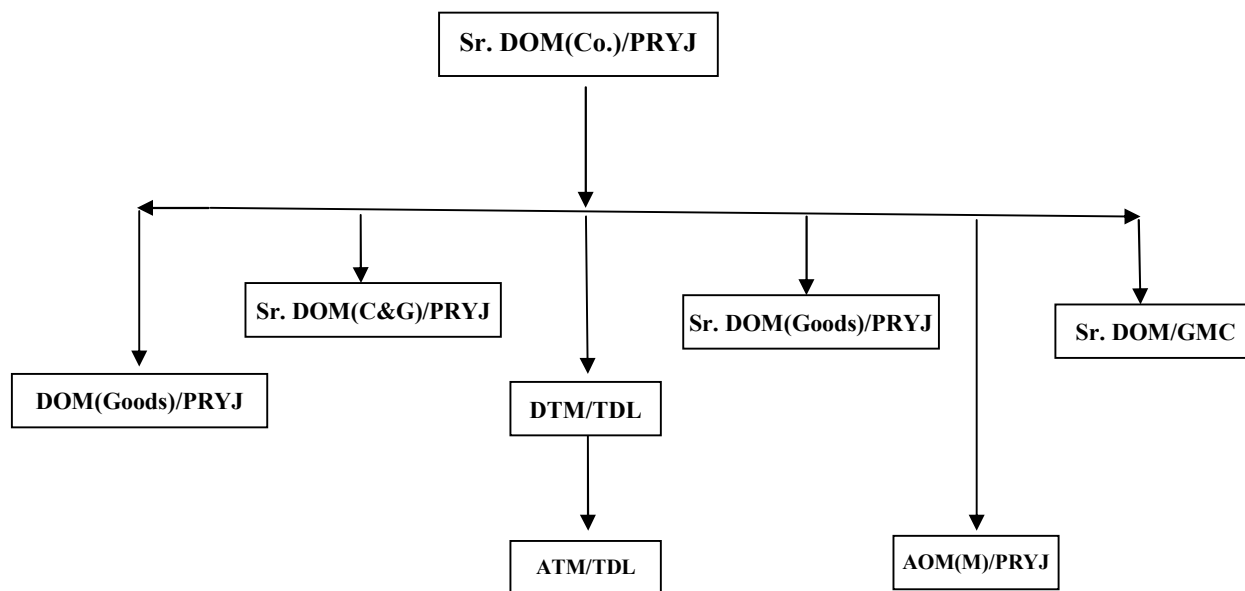 Sr. DOM(Co.)/PRYJ
Sr. DOM(C&G)/PRYJ
Sr. DOM(Goods)/PRYJ
Sr. DOM/GMC
DOM(Goods)/PRYJ
DTM/TDL
ATM/TDL
AOM(M)/PRYJ